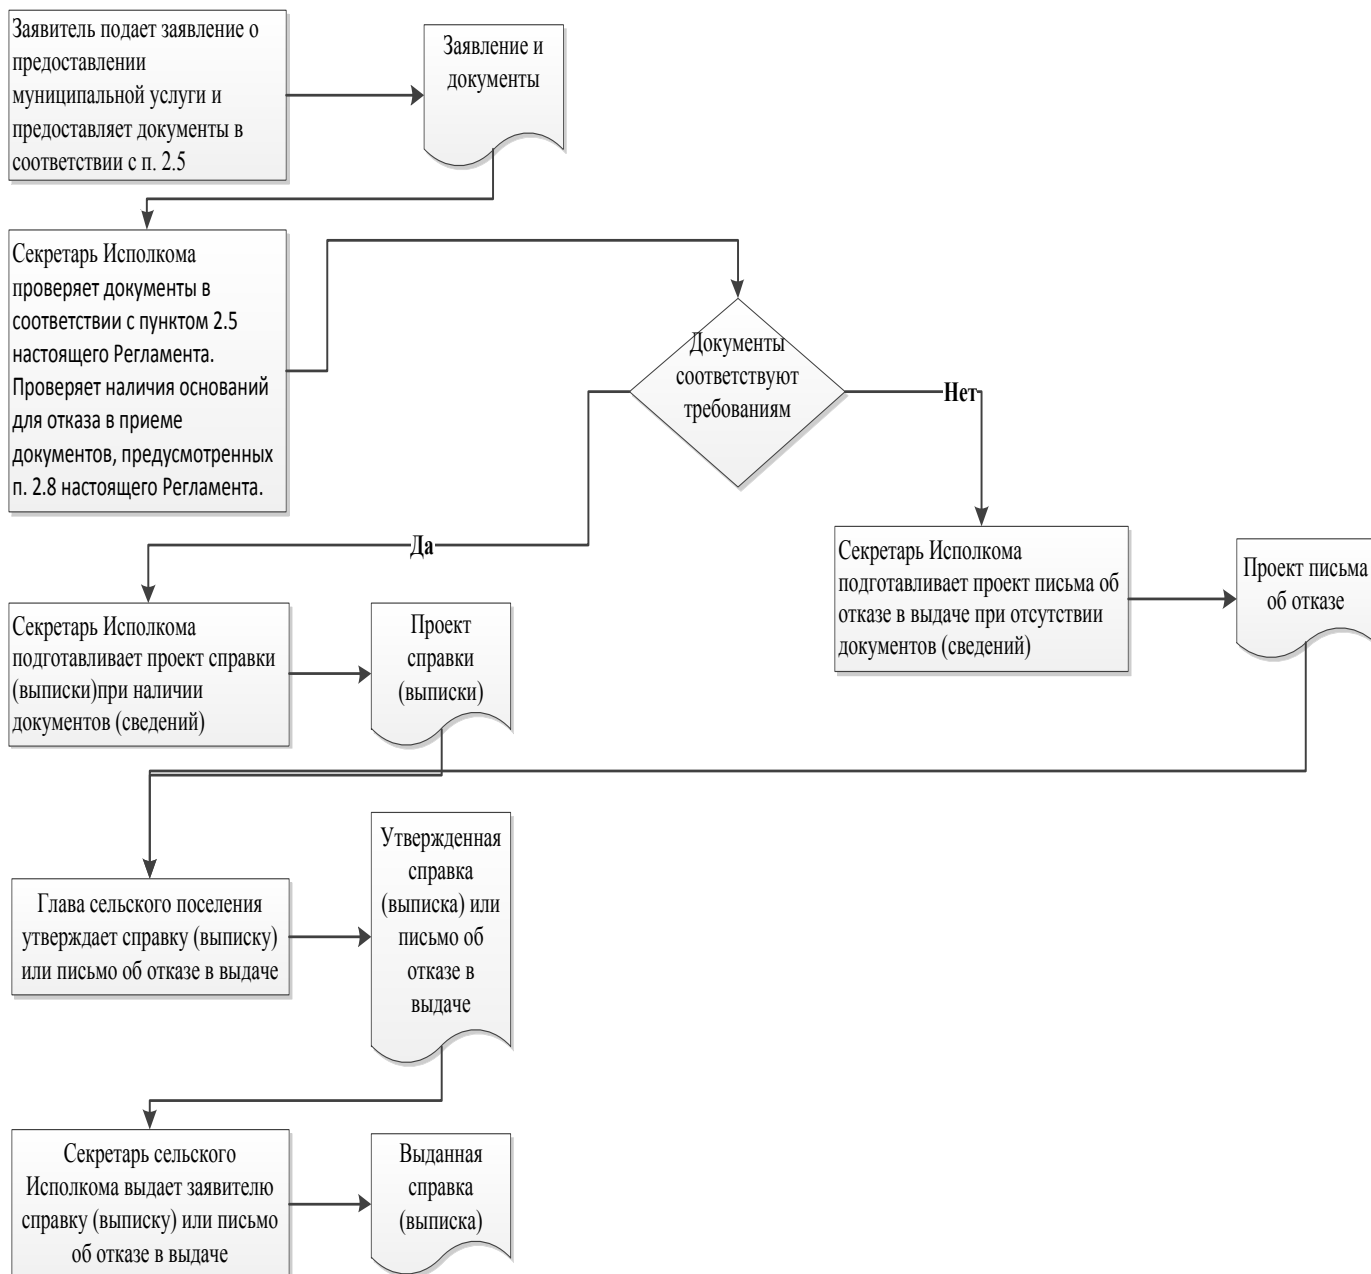 Заявитель подает заявление о
предоставлении
муниципальной услуги и
предоставляет документы в
соответствии с п. 2.5
Заявление и
документы
Секретарь Исполкома
проверяет документы в
соответствии с пунктом 2.5
настоящего Регламента.
Проверяет наличия оснований
для отказа в приеме
документов, предусмотренных
п. 2.8 настоящего Регламента.
Документы
соответствуют
требованиям
Нет
Да
Секретарь Исполкома
подготавливает проект письма об
отказе в выдаче при отсутствии
документов (сведений)
Проект письма
об отказе
Секретарь Исполкома
подготавливает проект справки
(выписки)при наличии
документов (сведений)
Проект
справки
(выписки)
Глава сельского поселения
утверждает справку (выписку)
или письмо об отказе в выдаче
Утвержденная
справка
(выписка) или
письмо об
отказе в
выдаче
Секретарь сельского
Исполкома выдает заявителю
справку (выписку) или письмо
об отказе в выдаче
Выданная
справка
(выписка)